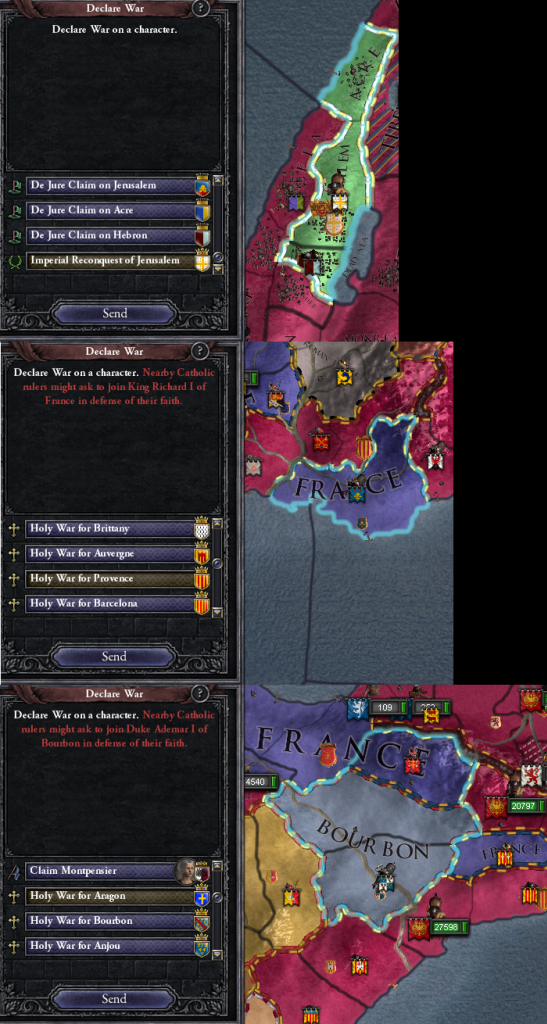 Declare War
?
Declare War on a character.
De Jure Claim on Jerusalem
De Jure Claim on Acre
De Jure Claim on Hebron
Imperial Reconquest of Jerusalem
Send
ACRE
Declare War
?
Declare War on a character. Nearby Catholic
rulers might ask to join King Richard I of
France in defense of their faith.
Holy War for Brittany
Holy War for Auvergne
Holy War for Provence
Holy War for Barcelona
Send
FRANCE
Declare War
?
Declare War on a character. Nearby Catholic
rulers might ask to join Duke Ademar I of
Bourbon in defense of their faith.
Claim Montpensier
Holy War for Aragon
Holy War for Bourbon
Holy War for Anjou
Send
109
FRANCE
4540
20797
BOURBON
FRANCE
27598